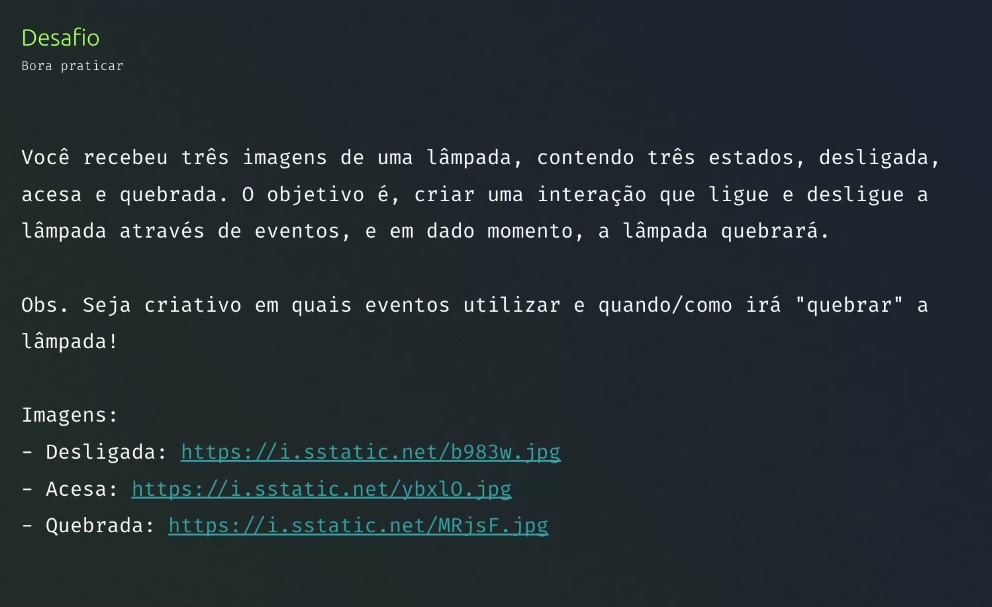 Desafio
Bora praticar
Você recebeu três imagens de uma lâmpada, contendo três estados, desligada,
acesa e quebrada. O objetivo é, criar uma interação que ligue e desligue a
lâmpada através de eventos, e em dado momento, a lâmpada quebrará.
Obs. Seja criativo em quais eventos utilizar e quando/como irá "quebrar" a
lâmpada!
Imagens:
- Desligada: https://i.sstatic.net/b983w.jpg
- Acesa: https://i.sstatic.net/ybxlO.jpg
- Quebrada: https://i.sstatic.net/MRjsF.jpg